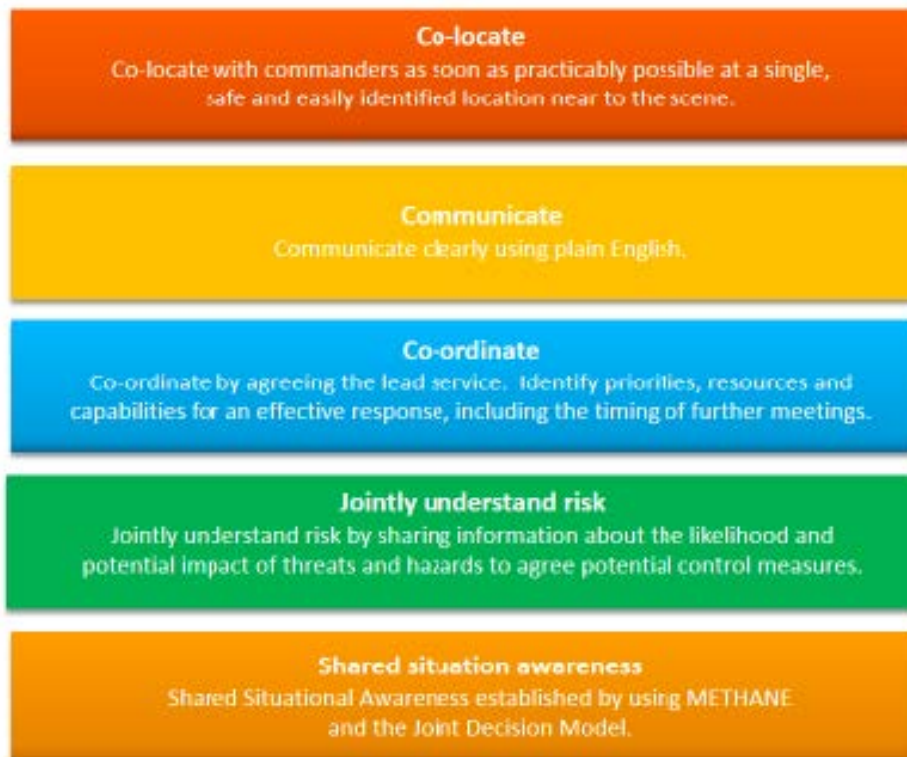 Co-locate
Co-locate with commanders as soon as practicably possible at a single,
safe and easily identified location near to the scene.
Communicate
Communicate clearly using plain English.
Co-ordinate
Co-ordinate by agreeing the lead service. Identify priorities, resources and
capabilities for an effective response, including the timing of further meetings.
Jointly understand risk
Jointly understand risk by sharing information about the likelihood and
potential impact of threats and hazards to agree potential control measures.
Shared situation awareness
Shared Situational Awareness established by using METHANE
and the Joint Decision Model.